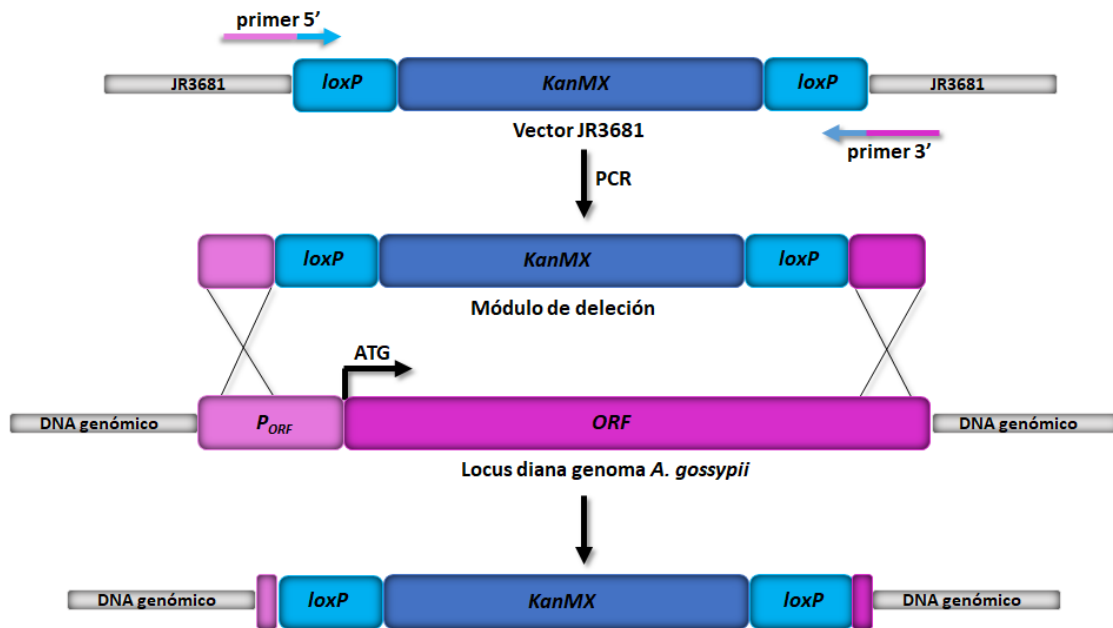 primer 5’
JR3681
loxP
KanMX
loxP
JR3681
Vector JR3681
primer 3’
PCR
loxP
KanMX
loxP
Módulo de deleción
ATG
DNA genómico
PORF
ORF
DNA genómico
Locus diana genoma A. gossypii
DNA genómico
loxP
KanMX
loxP
DNA genómico